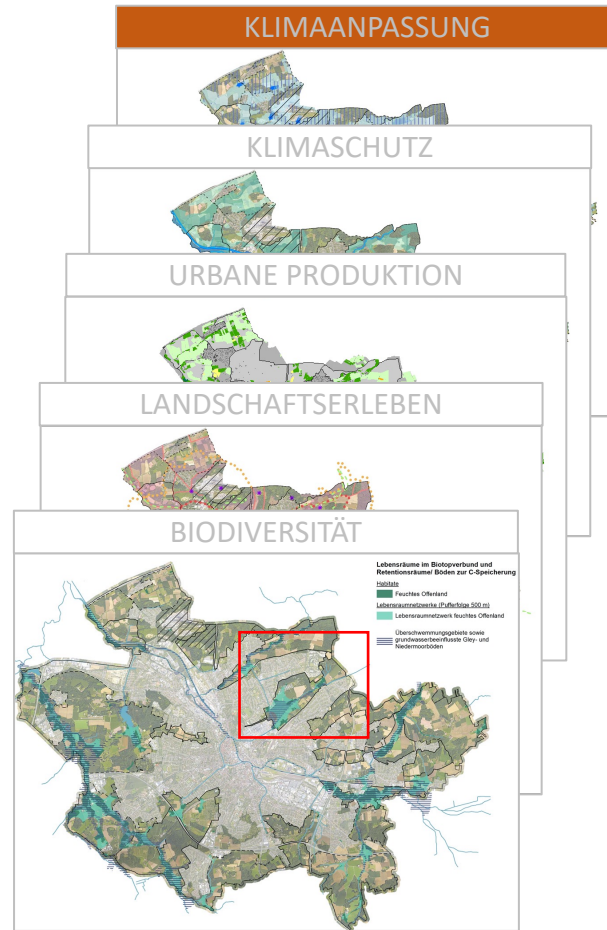 KLIMAANPASSUNG
KLIMASCHUTZ
URBANE PRODUKTION
LANDSCHAFTSERLEBEN
BIODIVERSITÄT
Lebensräume im Biotopverbund und
Retentionsräume/ Böden zur C-Speicherung
Habitate
Feuchtes Offenland
Lebensraumnetzwerke (Pufferfolge 500 m)
Lebensraumnetzwerk feuchtes Offenland
Überschwemmungsgebiete sowie
grundwasserbeeinflusste Gley- und
Niedermoorböden